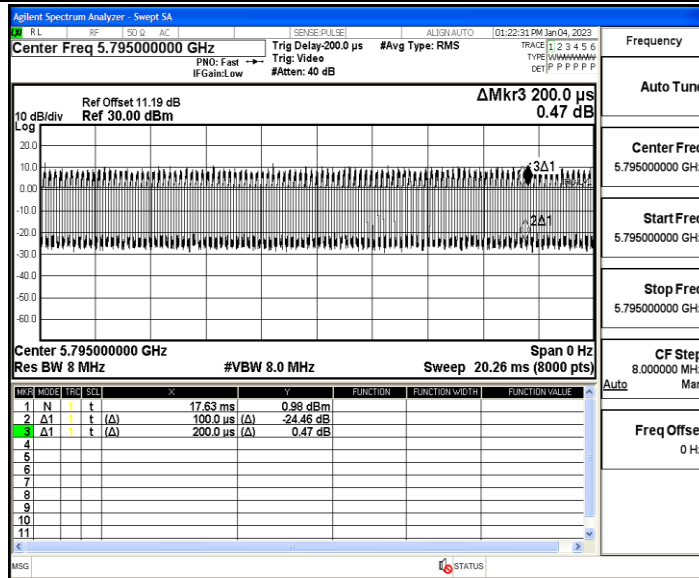 Agilent Spectrum Analyzer - Swept SA
RL RF 50 Ω AC SENSE:PULSE ALIGN AUTO 01:22:31 PM Jan 04, 2023
Center Freq 5.795000000 GHz
PNO: Fast
IFGain:Low
Trig Delay-200.0 µs
Trig: Video
#Atten: 40 dB
#Avg Type: RMS
TRACE 1 2 3 4 5 6
TYPE WWWWWW
DET P P P P P P
ΔMkr3 200.0 µs
0.47 dB
Ref Offset 11.19 dB
10 dB/div Ref 30.00 dBm
Log
20.0
10.0
0.00
-10.0
-20.0
-30.0
-40.0
-50.0
-60.0
3Δ1
2Δ1
Center 5.795000000 GHz Span 0 Hz
Res BW 8 MHz #VBW 8.0 MHz Sweep 20.26 ms (8000 pts)
MKR MODE TRC SCL X Y FUNCTION FUNCTION WIDTH FUNCTION VALUE
1 N 1 t 17.63 ms 0.98 dBm
2 Δ1 1 t (Δ) 100.0 µs (Δ) -24.46 dB
3 Δ1 1 t (Δ) 200.0 µs (Δ) 0.47 dB
4
5
6
7
8
9
10
11
MSG STATUS
Frequency
Auto Tune
Center Freq
5.795000000 GHz
Start Freq
5.795000000 GHz
Stop Freq
5.795000000 GHz
CF Step
8.000000 MHz
Auto Man
Freq Offset
0 Hz